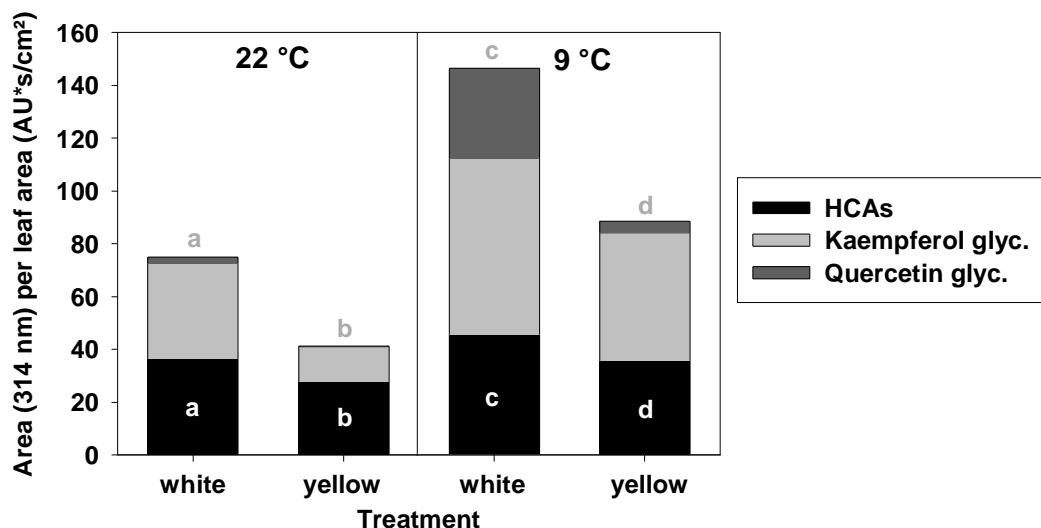 Area (314 nm) per leaf area (AU*s/cm²)
160
140
120
100
80
60
40
20
0
22 °C
9 °C
a
b
c
d
a
b
c
d
white
yellow
white
yellow
Treatment
HCAs
Kaempferol glyc.
Quercetin glyc.